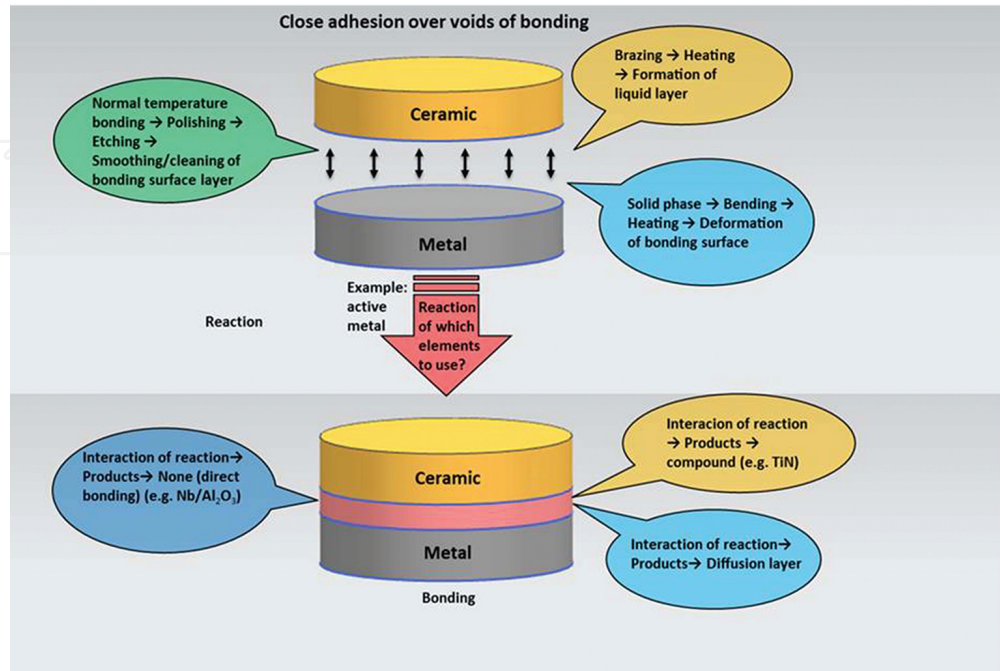 Close adhesion over voids of bonding
Brazing → Heating
→ Formation of
liquid layer
Normal temperature
bonding → Polishing →
Etching →
Smoothing/cleaning of
bonding surface layer
Ceramic
Solid phase → Bending →
Heating → Deformation
of bonding surface
Metal
Example:
active
metal
Reaction
of which
elements
to use?
Reaction
Interacion of reaction
→ Products →
compound (e.g. TiN)
Interaction of reaction→
Products→ None (direct
bonding) (e.g. Nb/Al₂O₃)
Ceramic
Metal
Interaction of reaction→
Products→ Diffusion layer
Bonding